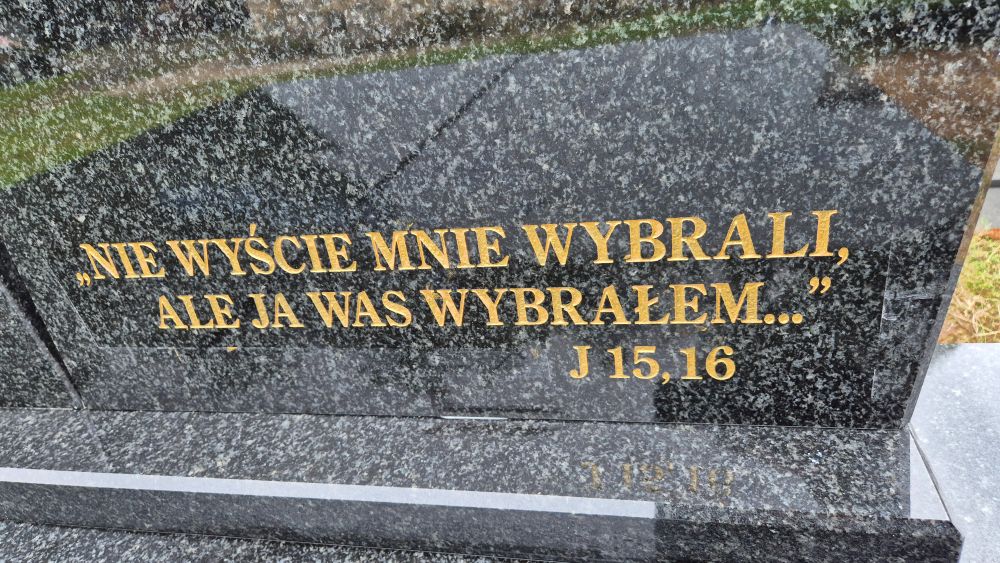 „NIE WYŚCIE MNIE WYBRALI,
ALE JA WAS WYBRAŁEM...”
J 15,16